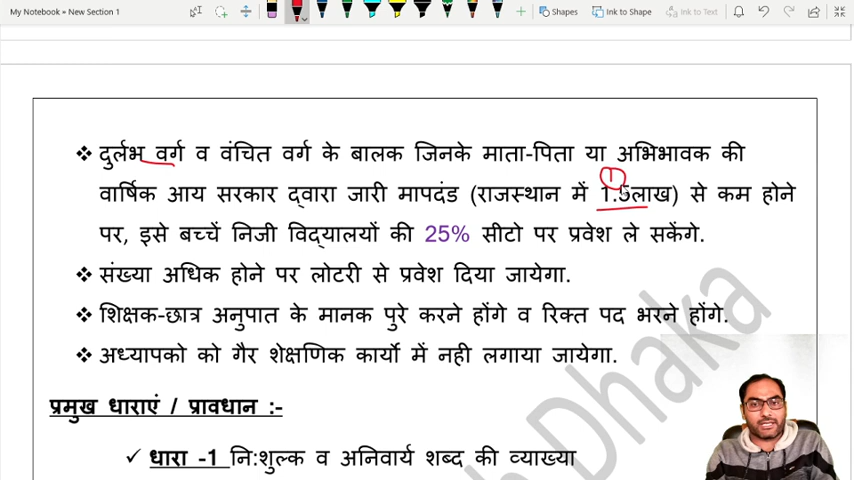 My Notebook » New Section 1
Shapes
Ink to Shape
Ink to Text
❖ दुर्लभ वर्ग व वंचित वर्ग के बालक जिनके माता-पिता या अभिभावक की
①
वार्षिक आय सरकार द्वारा जारी मापदंड (राजस्थान में 1.5लाख) से कम होने
पर, इसे बच्चें निजी विद्यालयों की 25% सीटो पर प्रवेश ले सकेंगे.
❖ संख्या अधिक होने पर लोटरी से प्रवेश दिया जायेगा.
❖ शिक्षक-छात्र अनुपात के मानक पुरे करने होंगे व रिक्त पद भरने होंगे.
❖ अध्यापको को गैर शेक्षणिक कार्यो में नही लगाया जायेगा.
प्रमुख धाराएं / प्रावधान :-
✓ धारा -1 नि:शुल्क व अनिवार्य शब्द की व्याख्या
Dhaka